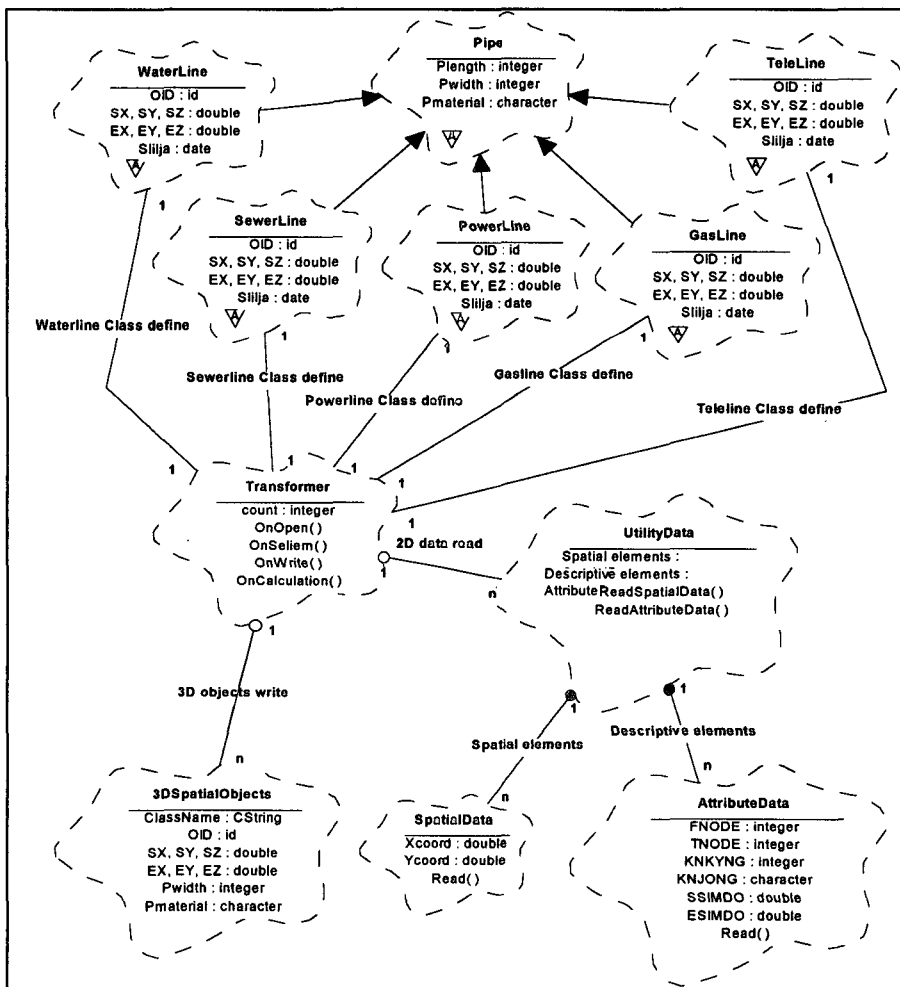 Pipe
Plength : integer
Pwidth : integer
Pmaterial : character
A
WaterLine
OID : id
SX, SY, SZ : double
EX, EY, EZ : double
Slilja : date
A
1
TeleLine
OID : id
SX, SY, SZ : double
EX, EY, EZ : double
Slilja : date
A
1
SewerLine
OID : id
SX, SY, SZ : double
EX, EY, EZ : double
Slilja : date
A
1
PowerLine
OID : id
SX, SY, SZ : double
EX, EY, EZ : double
Slilja : date
A
1
GasLine
OID : id
SX, SY, SZ : double
EX, EY, EZ : double
Slilja : date
A
1
Waterline Class define
Sewerline Class define
Powerline Class define
Gasline Class define
Teleline Class define
1
1
1
1
1
Transformer
count : integer
OnOpen()
OnSeliem()
OnWrite()
OnCalculation()
2D data read
1
n
UtilityData
Spatial elements :
Descriptive elements :
AttributeReadSpatialData()
ReadAttributeData()
1
3D objects write
n
1
Spatial elements
n
1
Descriptive elements
n
3DSpatialObjects
ClassName : CString
OID : id
SX, SY, SZ : double
EX, EY, EZ : double
Pwidth : integer
Pmaterial : character
SpatialData
Xcoord : double
Ycoord : double
Read()
AttributeData
FNODE : integer
TNODE : integer
KNKYNG : integer
KNJONG : character
SSIMDO : double
ESIMDO : double
Read()